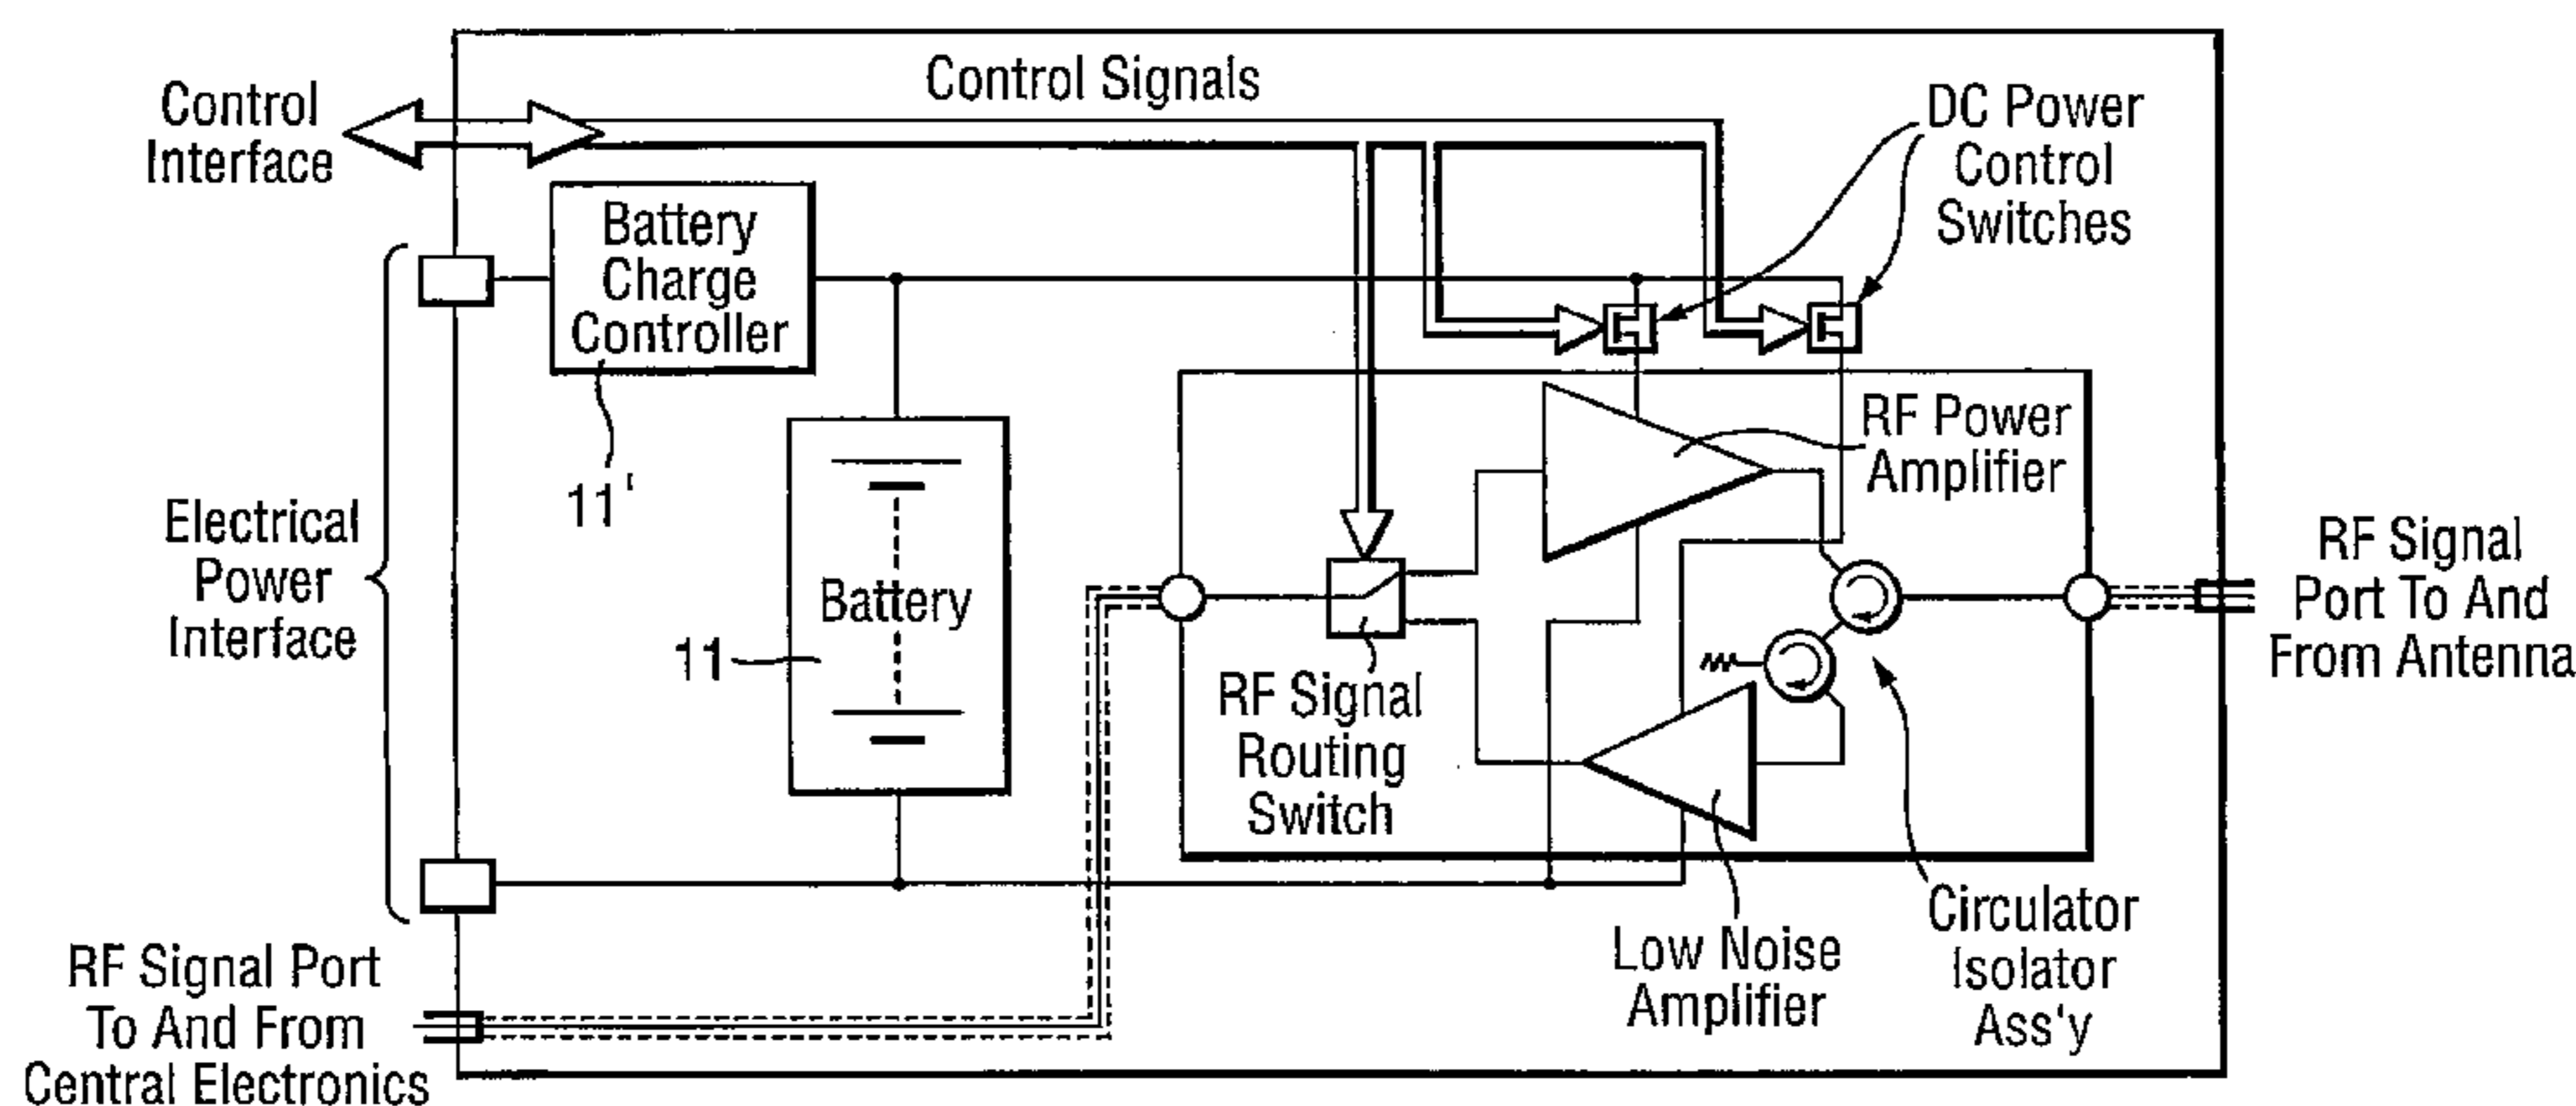 Control Signals
Control
Interface
DC Power
Control
Switches
Battery
Charge
Controller
11'
Electrical
Power
Interface
Battery
11
RF Power
Amplifier
RF Signal
Port To And
From Antenna
RF Signal
Routing
Switch
Low Noise
Amplifier
Circulator
Isolator
Ass'y
RF Signal Port
To And From
Central Electronics